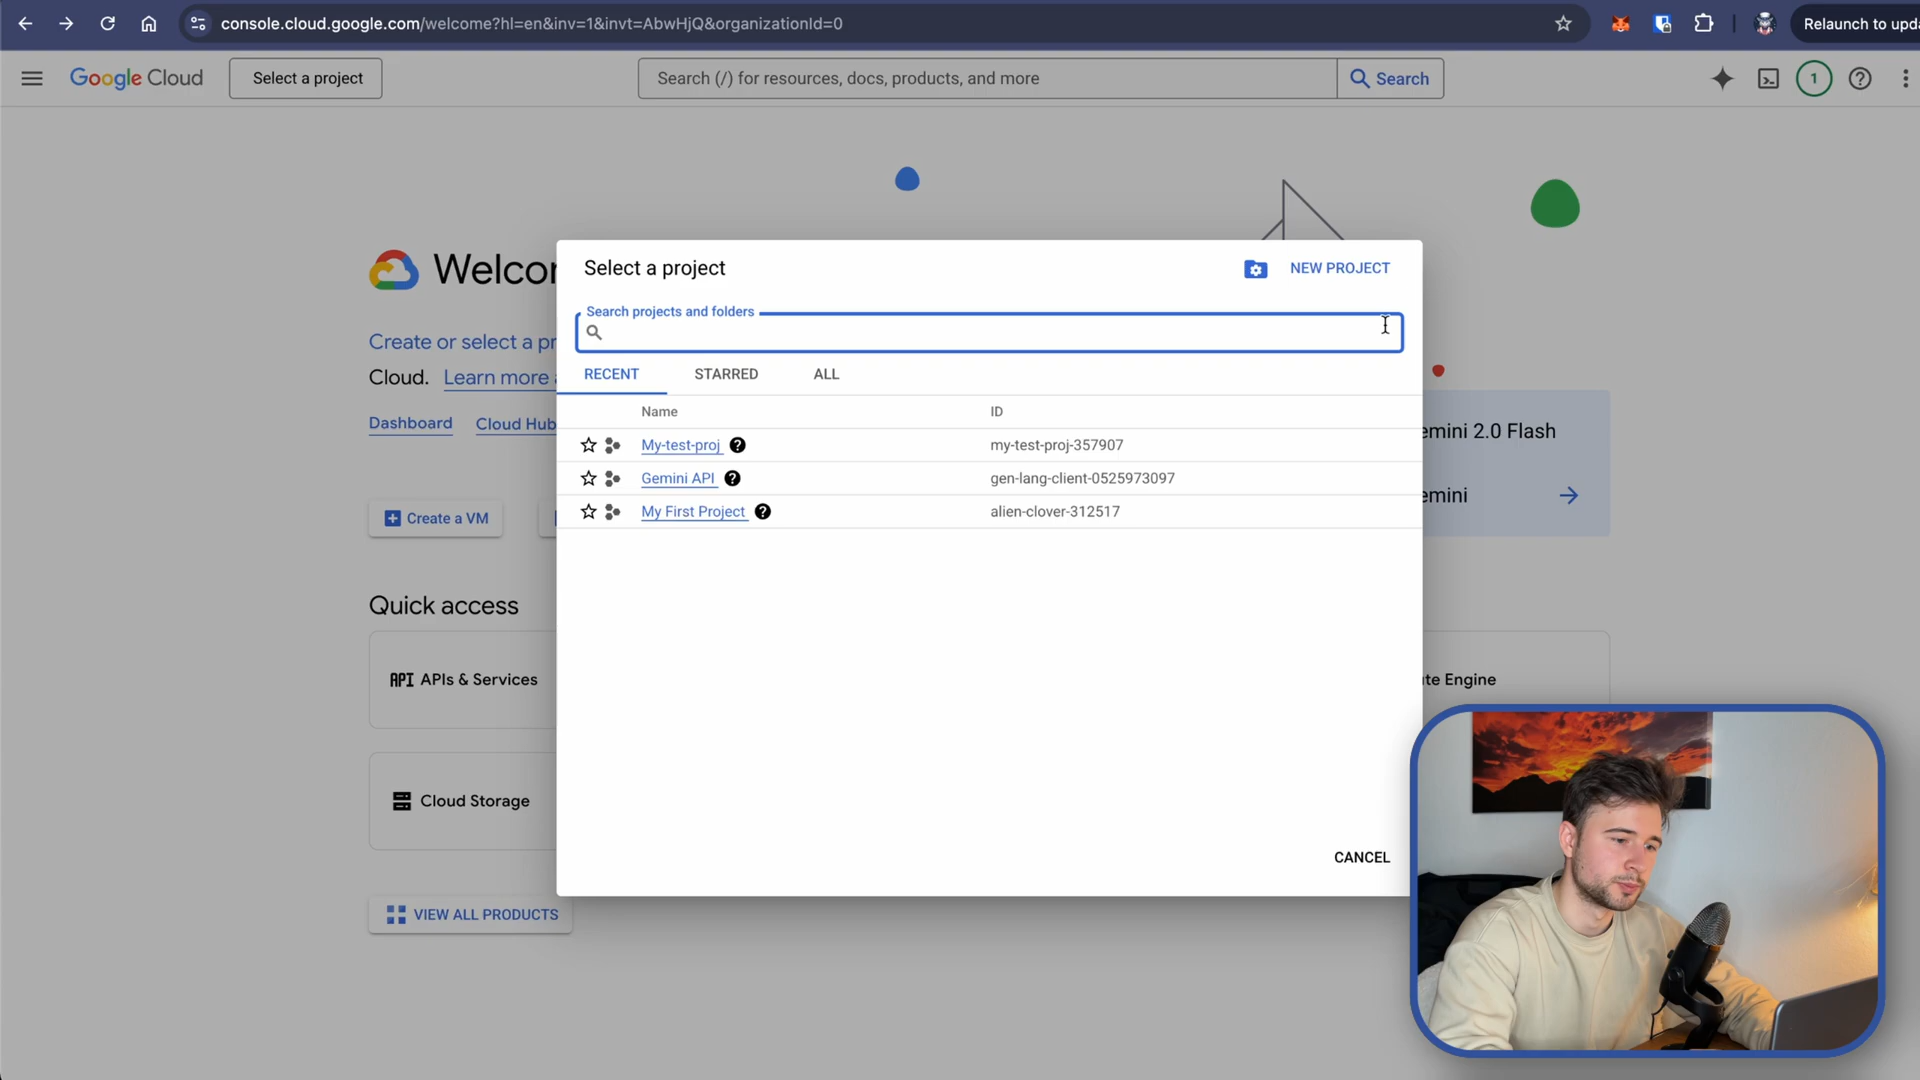 console.cloud.google.com/welcome?hl=en&inv=1&invt=AbwHjQ&organizationId=0
Relaunch to upda
Google Cloud
Select a project
Search (/) for resources, docs, products, and more
Search
1
Welcon
Create or select a pr
Cloud. Learn more
Dashboard
Cloud Hub
Create a VM
Quick access
API APIs & Services
Cloud Storage
VIEW ALL PRODUCTS
Select a project
NEW PROJECT
Search projects and folders
RECENT
STARRED
ALL
Name
ID
My-test-proj
my-test-proj-357907
Gemini API
gen-lang-client-0525973097
My First Project
alien-clover-312517
CANCEL
emini 2.0 Flash
emini
te Engine